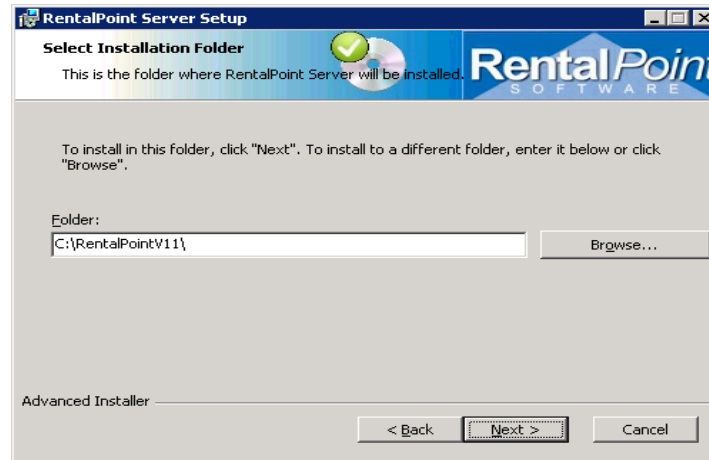 RentalPoint Server Setup
Select Installation Folder
This is the folder where RentalPoint Server will be installed.
RentalPoint
SOFTWARE
To install in this folder, click "Next". To install to a different folder, enter it below or click
"Browse".
Folder:
C:\RentalPointV11\
Browse...
Advanced Installer
< Back
Next >
Cancel